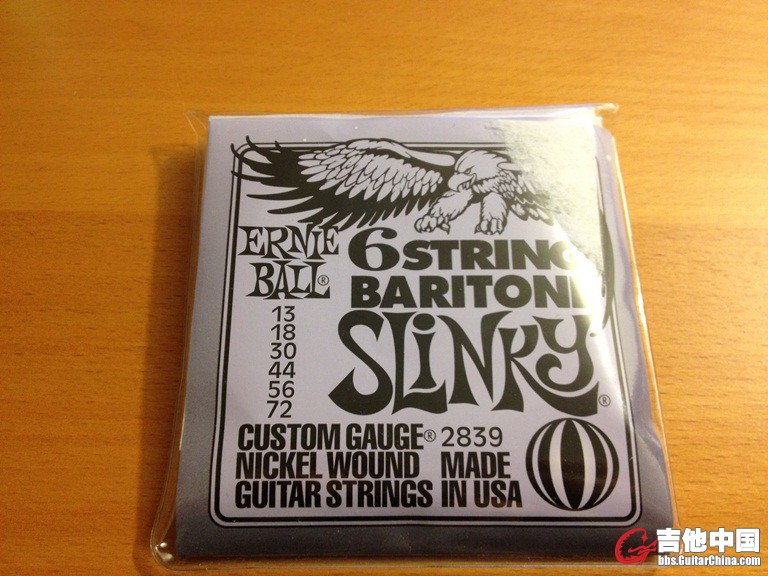 ERNIE
BALL®
13
18
30
44
56
72
6 STRING
BARITONE
SLINKY®
CUSTOM GAUGE® 2839
NICKEL WOUND MADE
GUITAR STRINGS IN USA
吉他中国
bbs.GuitarChina.com